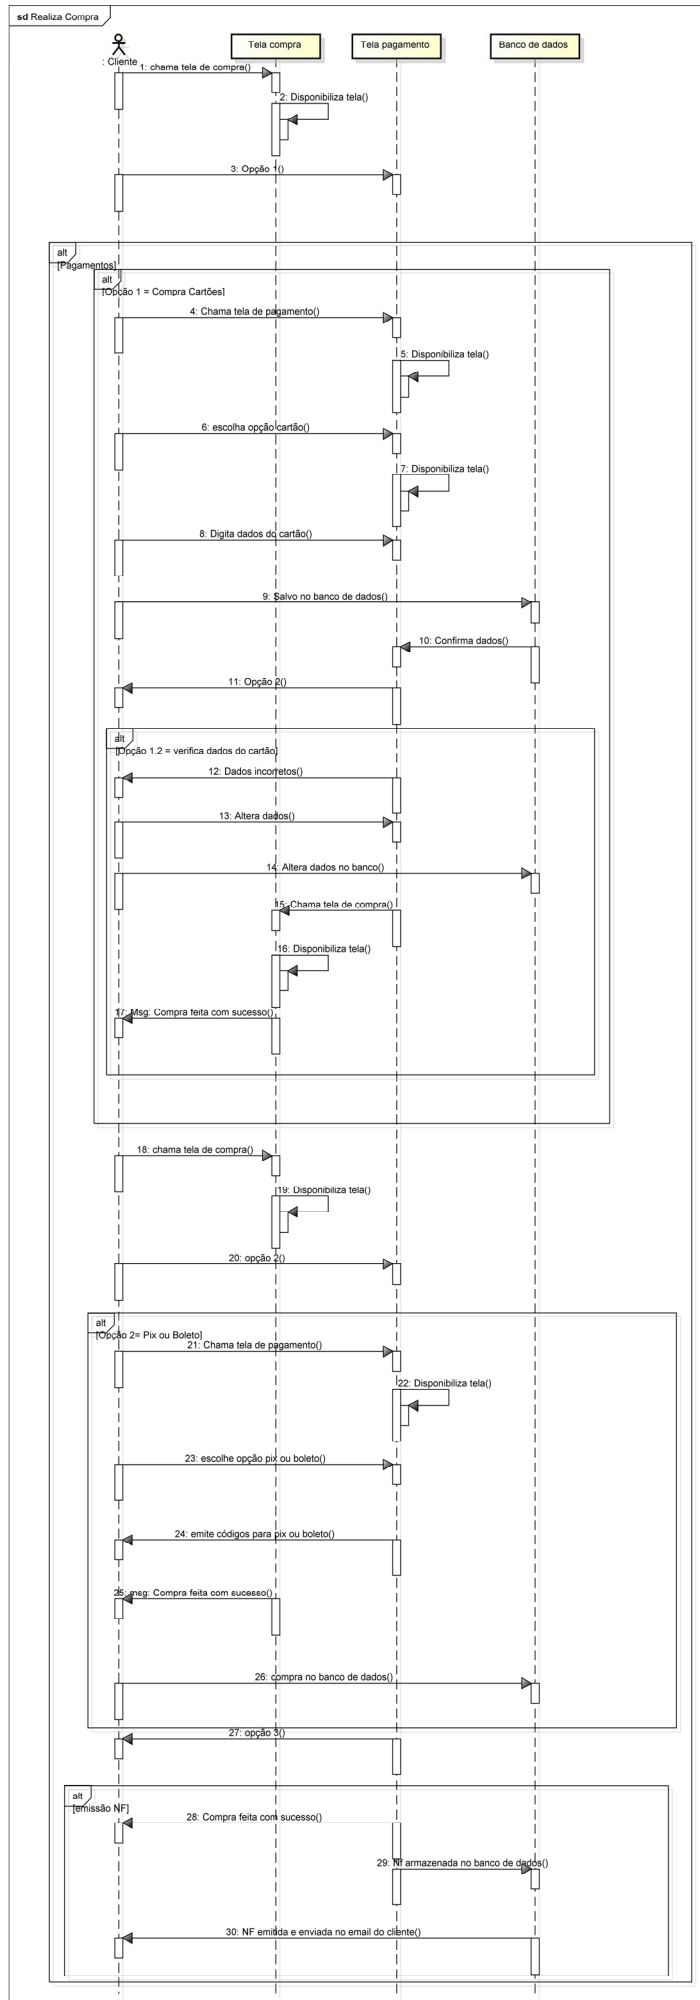 sd Realiza Compra
: Cliente
Tela compra
Tela pagamento
Banco de dados
1: chama tela de compra()
2: Disponibiliza tela()
3: Opção 1()
alt
[Pagamentos]
alt
[Opção 1 = Compra Cartões]
4: Chama tela de pagamento()
5: Disponibiliza tela()
6: escolha opção cartão()
7: Disponibiliza tela()
8: Digita dados do cartão()
9: Salvo no banco de dados()
10: Confirma dados()
11: Opção 2()
alt
[Opção 1.2 = verifica dados do cartão]
12: Dados incorretos()
13: Altera dados()
14: Altera dados no banco()
15: Chama tela de compra()
16: Disponibiliza tela()
17: Msg: Compra feita com sucesso()
18: chama tela de compra()
19: Disponibiliza tela()
20: opção 2()
alt
[Opção 2= Pix ou Boleto]
21: Chama tela de pagamento()
22: Disponibiliza tela()
23: escolhe opção pix ou boleto()
24: emite códigos para pix ou boleto()
25: msg: Compra feita com sucesso()
26: compra no banco de dados()
27: opção 3()
alt
[emissão NF]
28: Compra feita com sucesso()
29: Nf armazenada no banco de dados()
30: NF emitida e enviada no email do cliente()